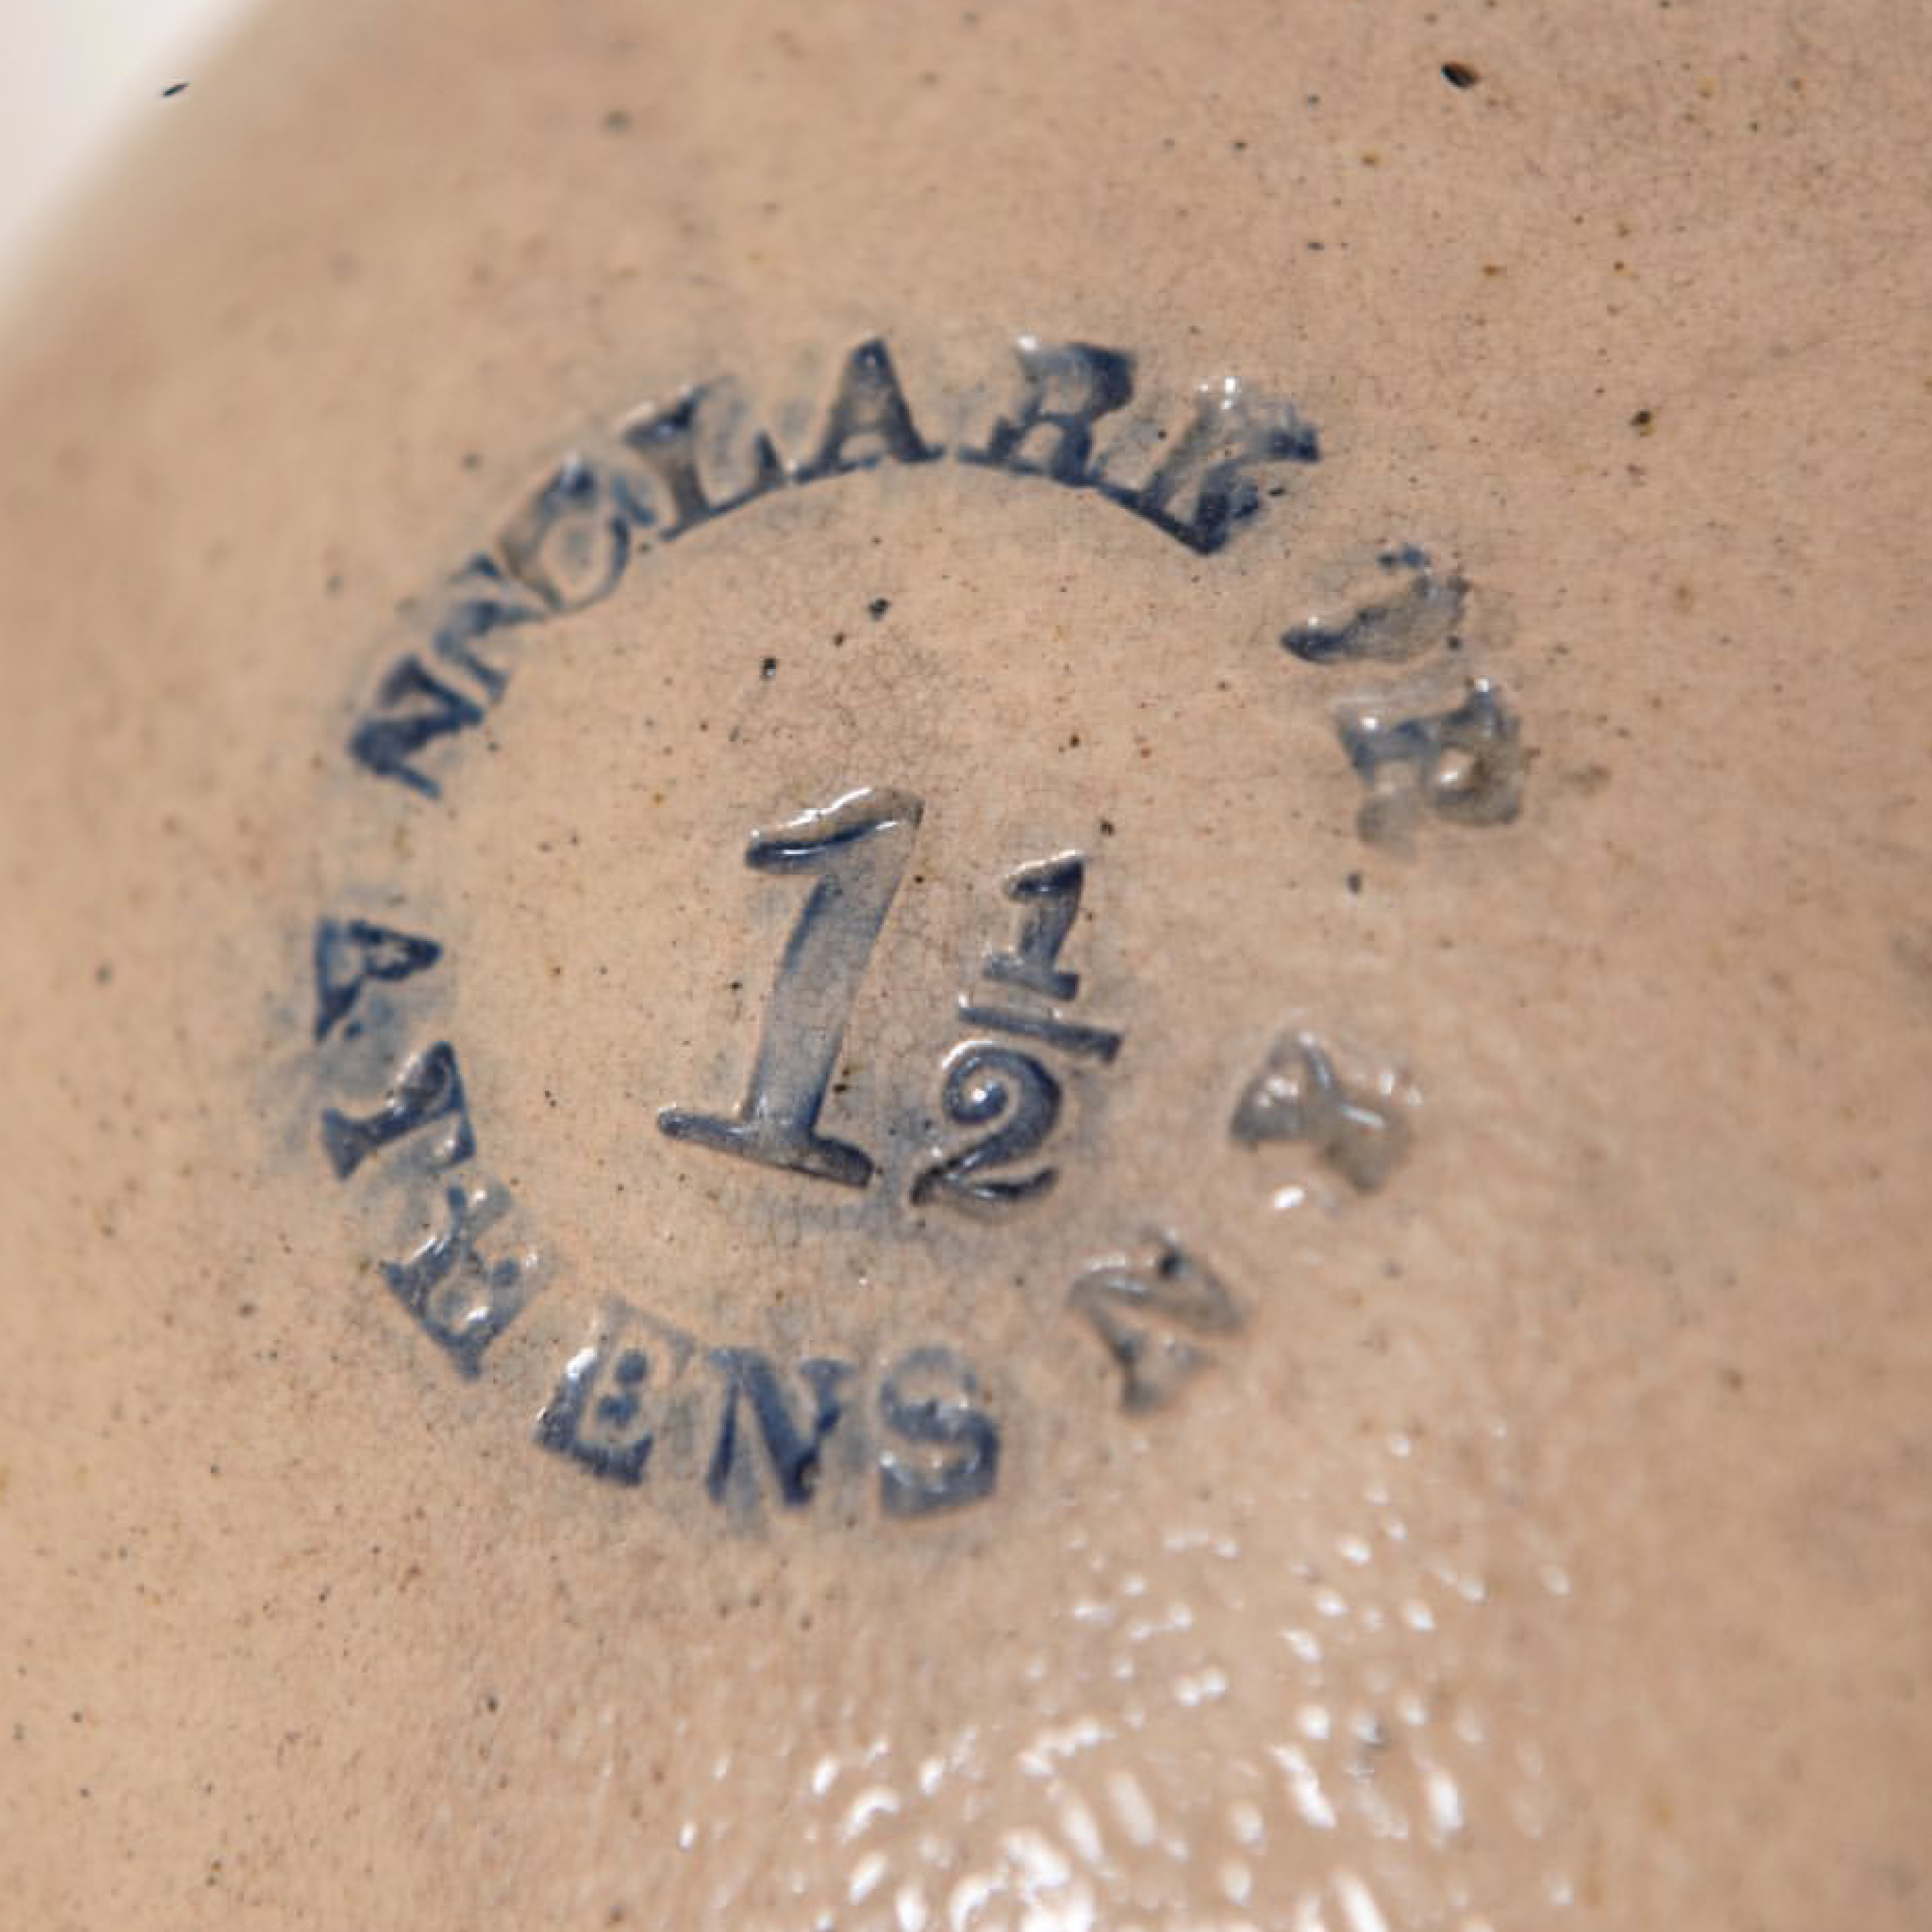 N CLARK JR
ATHENS N Y
1 1/2